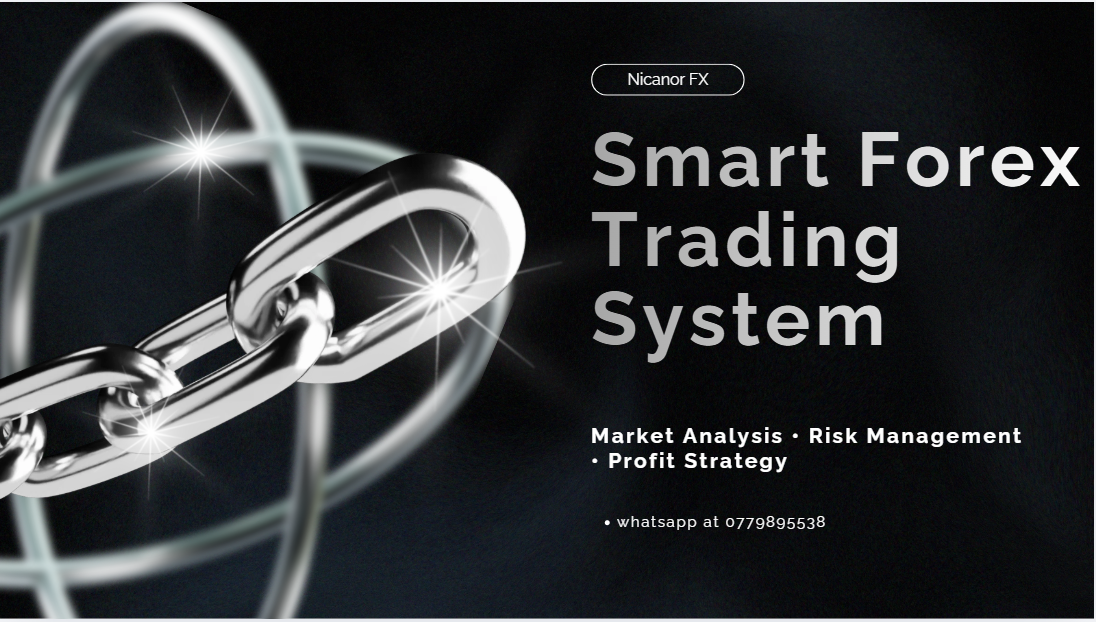 Nicanor FX
Smart Forex
Trading
System
Market Analysis • Risk Management
• Profit Strategy
• whatsapp at 0779895538